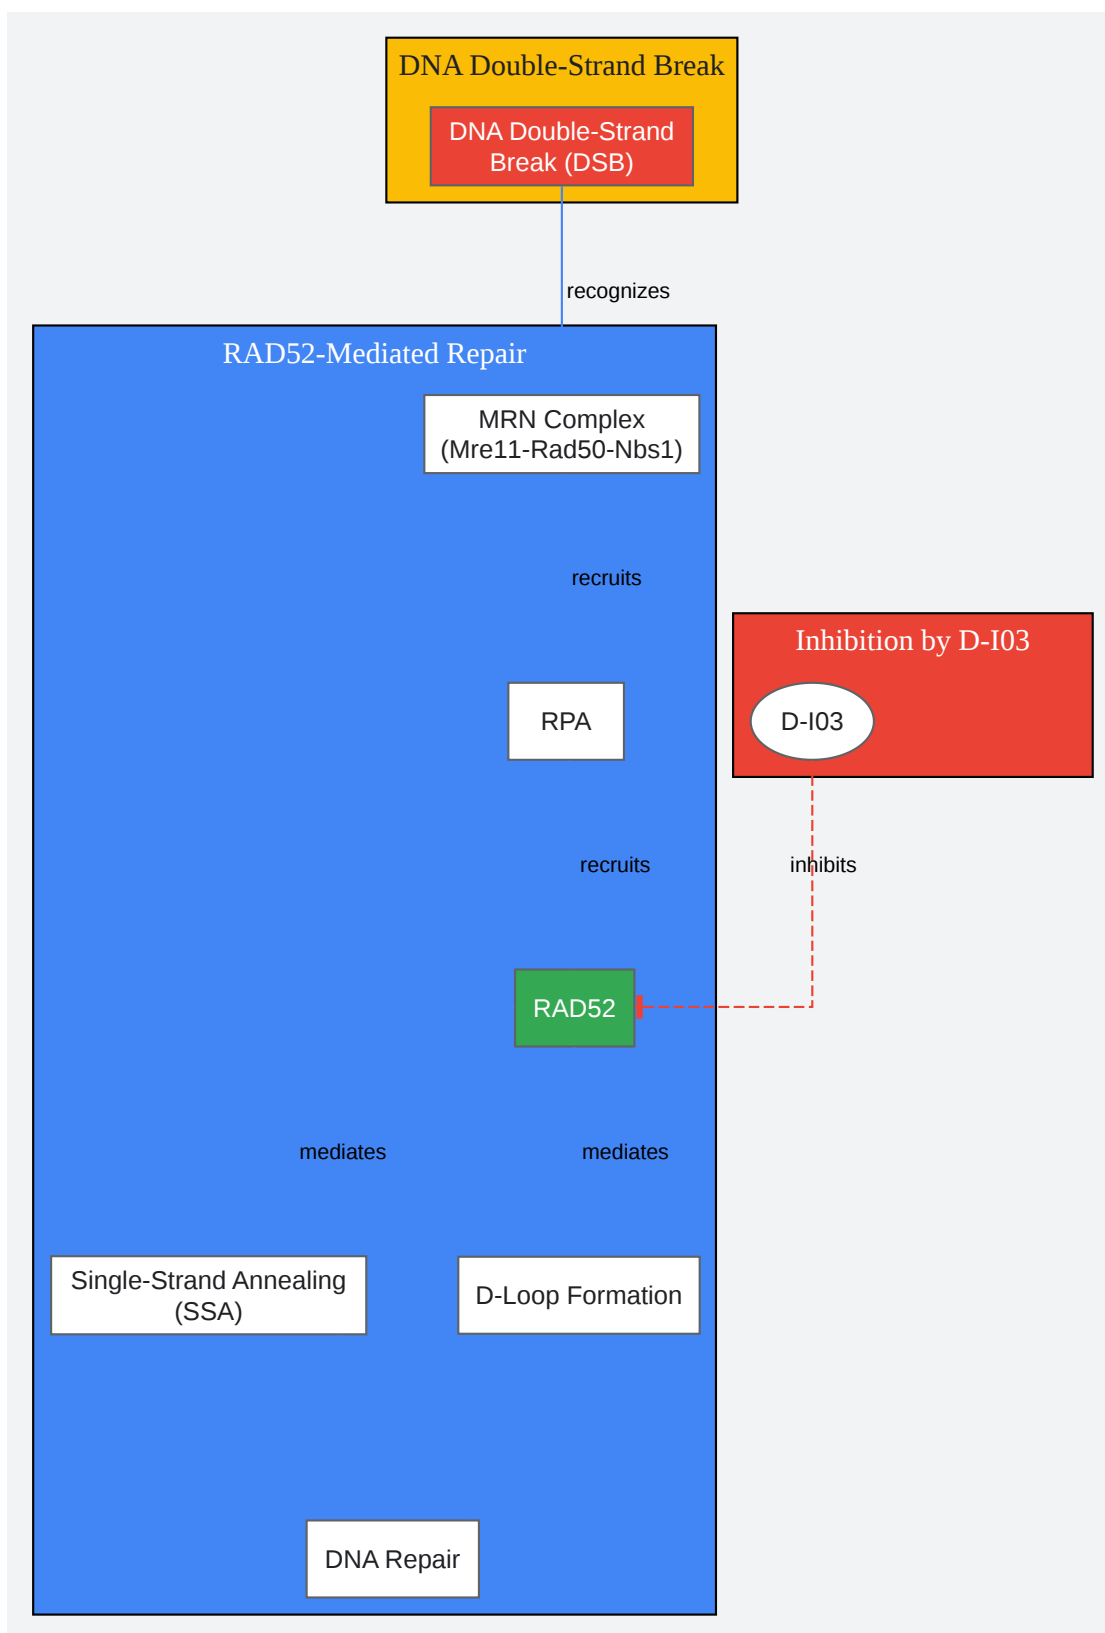 DNA Double-Strand Break
DNA Double-Strand
Break (DSB)
recognizes
RAD52-Mediated Repair
MRN Complex
(Mre11-Rad50-Nbs1)
recruits
Inhibition by D-I03
RPA
D-I03
recruits
inhibits
RAD52
mediates
mediates
Single-Strand Annealing
(SSA)
D-Loop Formation
DNA Repair